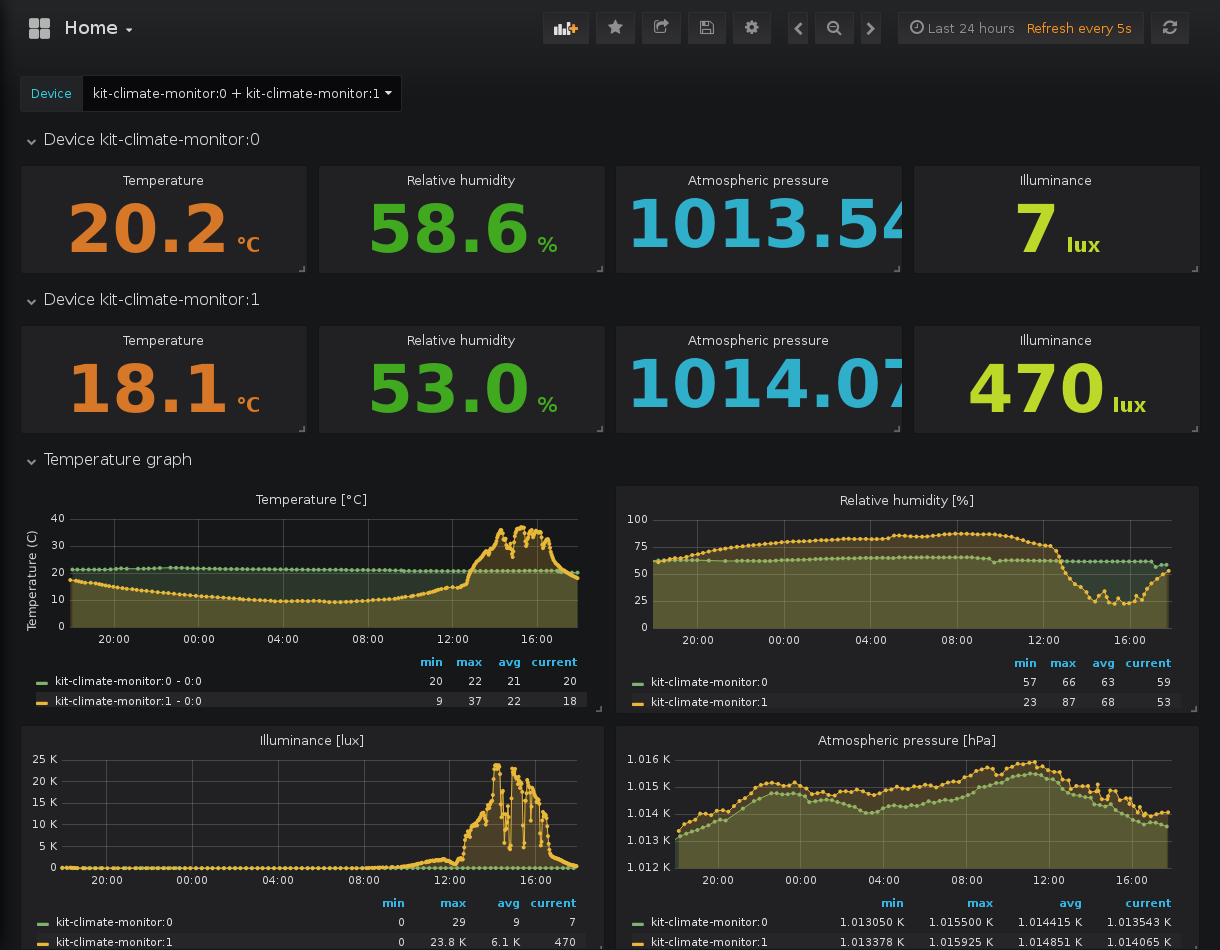 Home
Last 24 hours Refresh every 5s
Device kit-climate-monitor:0 + kit-climate-monitor:1
Device kit-climate-monitor:0
Temperature Relative humidity Atmospheric pressure Illuminance
20.2 °C 58.6 % 1013.54 7 lux
Device kit-climate-monitor:1
Temperature Relative humidity Atmospheric pressure Illuminance
18.1 °C 53.0 % 1014.07 470 lux
Temperature graph
Temperature [°C]
Temperature (C)
40
30
20
10
0
20:00 00:00 04:00 08:00 12:00 16:00
min max avg current
kit-climate-monitor:0 - 0:0 20 22 21 20
kit-climate-monitor:1 - 0:0 9 37 22 18
Relative humidity [%]
100
75
50
25
0
20:00 00:00 04:00 08:00 12:00 16:00
min max avg current
kit-climate-monitor:0 57 66 63 59
kit-climate-monitor:1 23 87 68 53
Illuminance [lux]
25 K
20 K
15 K
10 K
5 K
0
20:00 00:00 04:00 08:00 12:00 16:00
min max avg current
kit-climate-monitor:0 0 29 9 7
kit-climate-monitor:1 0 23.8 K 6.1 K 470
Atmospheric pressure [hPa]
1.016 K
1.015 K
1.014 K
1.013 K
1.012 K
20:00 00:00 04:00 08:00 12:00 16:00
min max avg current
kit-climate-monitor:0 1.013050 K 1.015500 K 1.014415 K 1.013543 K
kit-climate-monitor:1 1.013378 K 1.015925 K 1.014851 K 1.014065 K